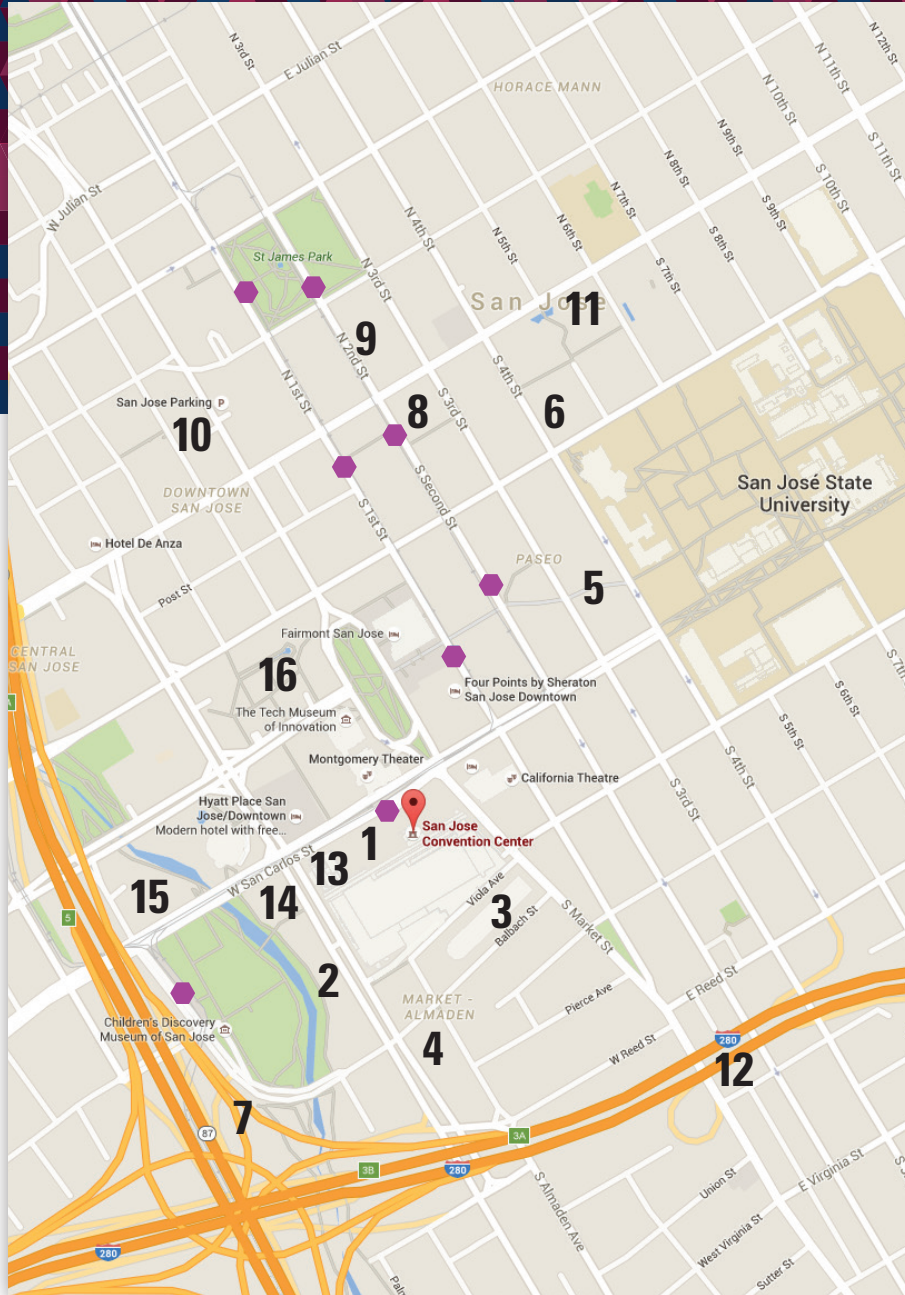 N 3rd St
E Julian St
N 12th St
N 11th St
HORACE MANN
N 10th St
S 11th St
N 9th St
N 8th St
S 10th St
W Julian St
N 7th St
S 9th St
N 6th St
N 4th St
N 5th St
S 8th St
St James Park
N 3rd St
S 7th St
San Jose
11
9
N 2nd St
S 4th St
N 1st St
S 3rd St
San Jose Parking P
8
6
10
S Second St
San José State
University
DOWNTOWN
SAN JOSE
S 1st St
Hotel De Anza
PASEO
Post St
5
Fairmont San Jose
CENTRAL
SAN JOSE
16
Four Points by Sheraton
San Jose Downtown
S 7th
S 6th St
The Tech Museum
of Innovation
S 5th St
Montgomery Theater
S 4th St
California Theatre
S 3rd St
Hyatt Place San
Jose/Downtown
Modern hotel with free...
San Jose
Convention Center
1
W San Carlos St
13
Viola Ave
15
14
3
5
Balbach St
S Market St
2
E Reed St
MARKET -
ALMADEN
Pierce Ave
Children's Discovery
Museum of San Jose
4
W Reed St
280
12
7
87
3A
3B
280
E Virginia St
Union St
S Almaden Ave
West Virginia St
280
Sutter St